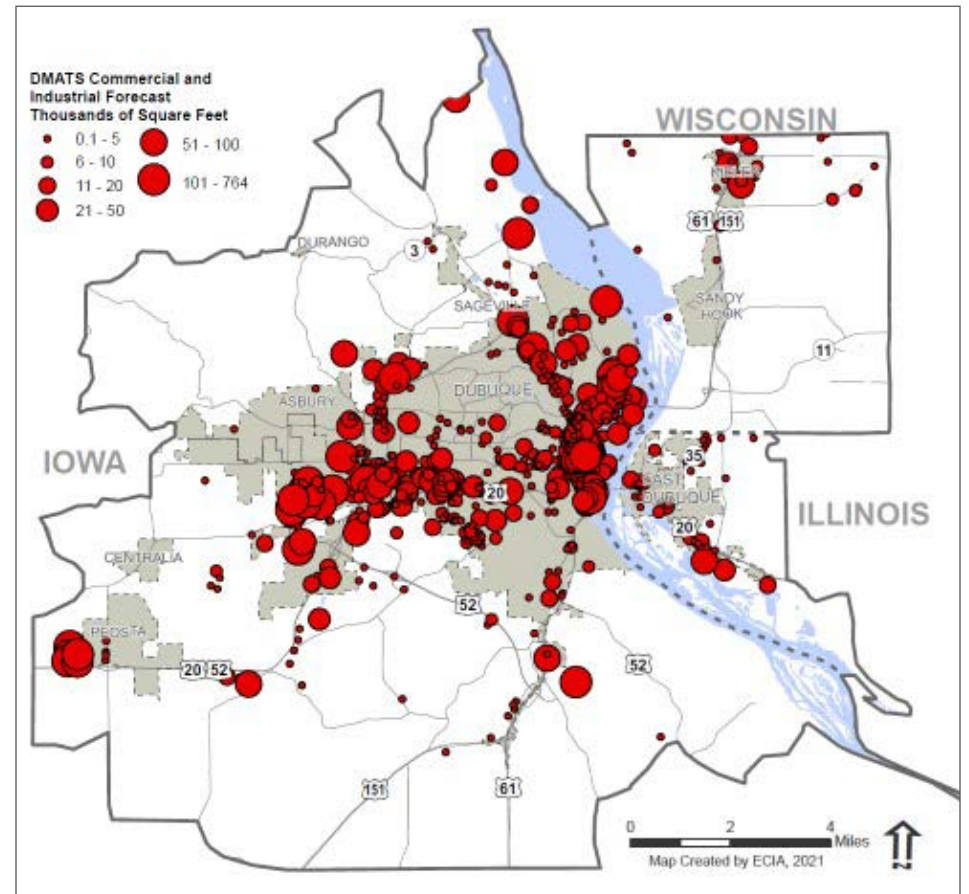 DMATS Commercial and
Industrial Forecast
Thousands of Square Feet
0.1 - 5
51 - 100
6 - 10
11 - 20
101 - 764
21 - 50
WISCONSIN
61 151
DURANGO
3
SANDY
HOOK
SAGEVILLE
11
DUBUQUE
ASBURY
IOWA
35
EAST
DUBUQUE
20
20
ILLINOIS
CENTRALIA
52
PEOSTA
52
20 52
151
61
0 2 4
Miles
Map Created by ECIA, 2021
N